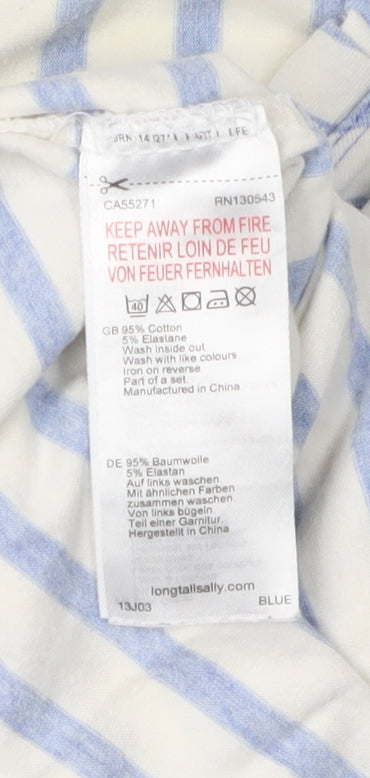 CA55271 RN130543
KEEP AWAY FROM FIRE
RETENIR LOIN DE FEU
VON FEUER FERNHALTEN
40
GB 95% Cotton
5% Elastane
Wash inside out
Wash with like colours.
Iron on reverse
Part of a set.
Manufactured in China
DE 95% Baumwolle
5% Elastan
Auf links waschen
Mit ähnlichen Farben
zusammen waschen.
Von links bügeln
Teil einer Garnitur.
Hergestellt in China
longtallsally.com
13J03 BLUE